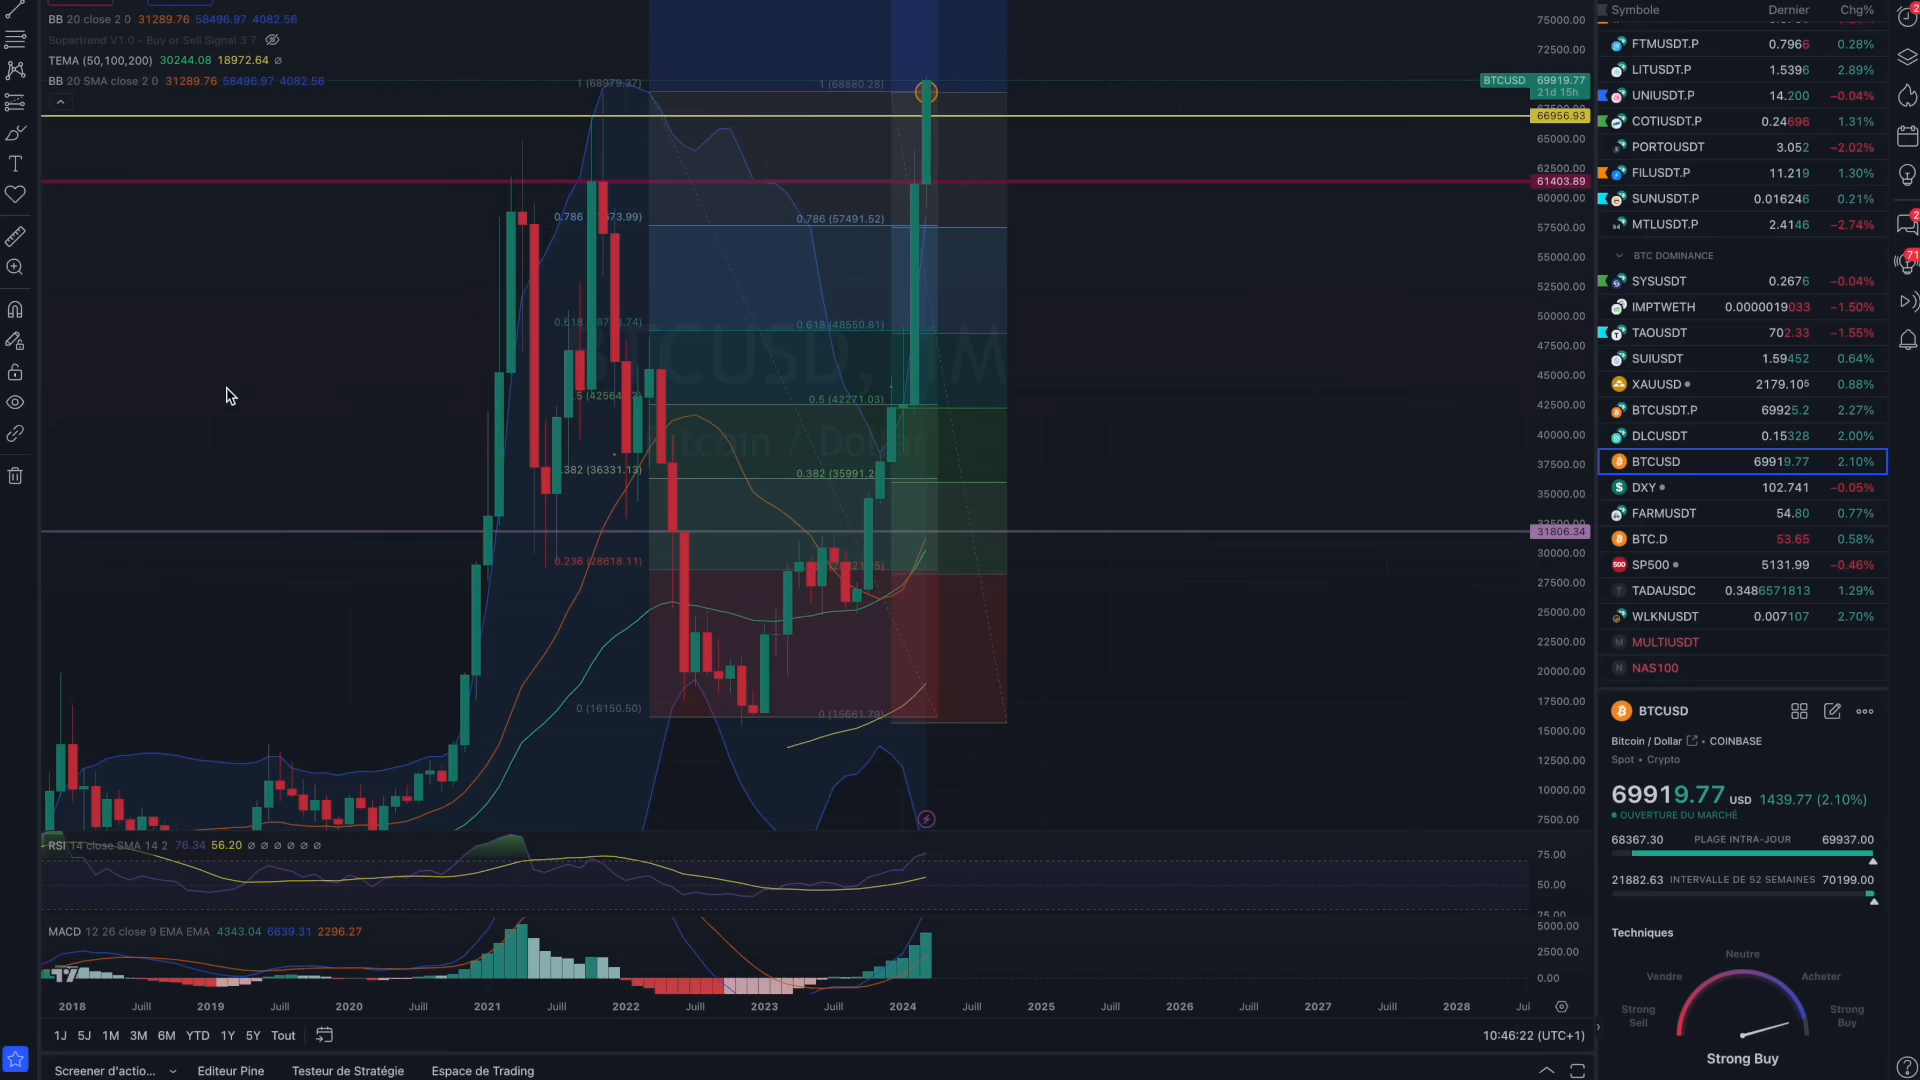 BB 20 close 2 0 31289.76 58496.97 4082.56
Supertrend V1.0 - Buy or Sell Signal 3 7
TEMA (50,100,200) 30244.08 18972.64 ∅
BB 20 SMA close 2 0 31289.76 58496.97 4082.56
1 (68979.37)
1 (68880.28)
0.786
573.99)
0.786 (57491.52)
0.618
0.618 (48550.81)
BTCUSD, 1M
0.5 (42564
0.5 (42271.03)
Bitcoin / Dollar
.382 (36331.13)
0.382 (35991.2
0.236 (28618.11)
0 (16150.50)
0 (15661.79)
75000.00
72500.00
BTCUSD 69919.77
21d 15h
66956.93
65000.00
62500.00
61403.89
60000.00
57500.00
55000.00
52500.00
50000.00
47500.00
45000.00
42500.00
40000.00
37500.00
35000.00
31806.34
30000.00
27500.00
25000.00
22500.00
20000.00
17500.00
15000.00
12500.00
10000.00
7500.00
RSI 14 close SMA 14 2 76.34 56.20 ∅ ∅ ∅ ∅ ∅ ∅
75.00
50.00
25.00
MACD 12 26 close 9 EMA EMA 4343.04 6639.31 2296.27
5000.00
2500.00
0.00
2018 Juill 2019 Juill 2020 Juill 2021 Juill 2022 Juill 2023 Juill 2024 Juill 2025 Juill 2026 Juill 2027 Juill 2028 Jui
1J 5J 1M 3M 6M YTD 1Y 5Y Tout
10:46:22 (UTC+1)
Screener d'actio... Editeur Pine Testeur de Stratégie Espace de Trading
Symbole Dernier Chg%
FTMUSDT.P 0.7966 0.28%
LITUSDT.P 1.5396 2.89%
UNIUSDT.P 14.200 −0.04%
COTIUSDT.P 0.24696 1.31%
PORTOUSDT 3.052 −2.02%
FILUSDT.P 11.219 1.30%
SUNUSDT.P 0.016246 0.21%
MTLUSDT.P 2.4146 −2.74%
BTC DOMINANCE
SYSUSDT 0.2676 −0.04%
IMPTWETH 0.0000019033 −1.50%
TAOUSDT 702.33 −1.55%
SUIUSDT 1.59452 0.64%
XAUUSD 2179.105 0.88%
BTCUSDT.P 69925.2 2.27%
DLCUSDT 0.15328 2.00%
BTCUSD 69919.77 2.10%
DXY 102.741 −0.05%
FARMUSDT 54.80 0.77%
BTC.D 53.65 0.58%
500 SP500 5131.99 −0.46%
T TADAUSDC 0.3486571813 1.29%
WLKNUSDT 0.007107 2.70%
M MULTIUSDT
N NAS100
BTCUSD
Bitcoin / Dollar • COINBASE
Spot • Crypto
69919.77 USD 1439.77 (2.10%)
OUVERTURE DU MARCHÉ
68367.30 PLAGE INTRA-JOUR 69937.00
21882.63 INTERVALLE DE 52 SEMAINES 70199.00
Techniques
Neutre
Vendre Acheter
Strong Sell
Strong Buy
Strong Buy
2
2
71